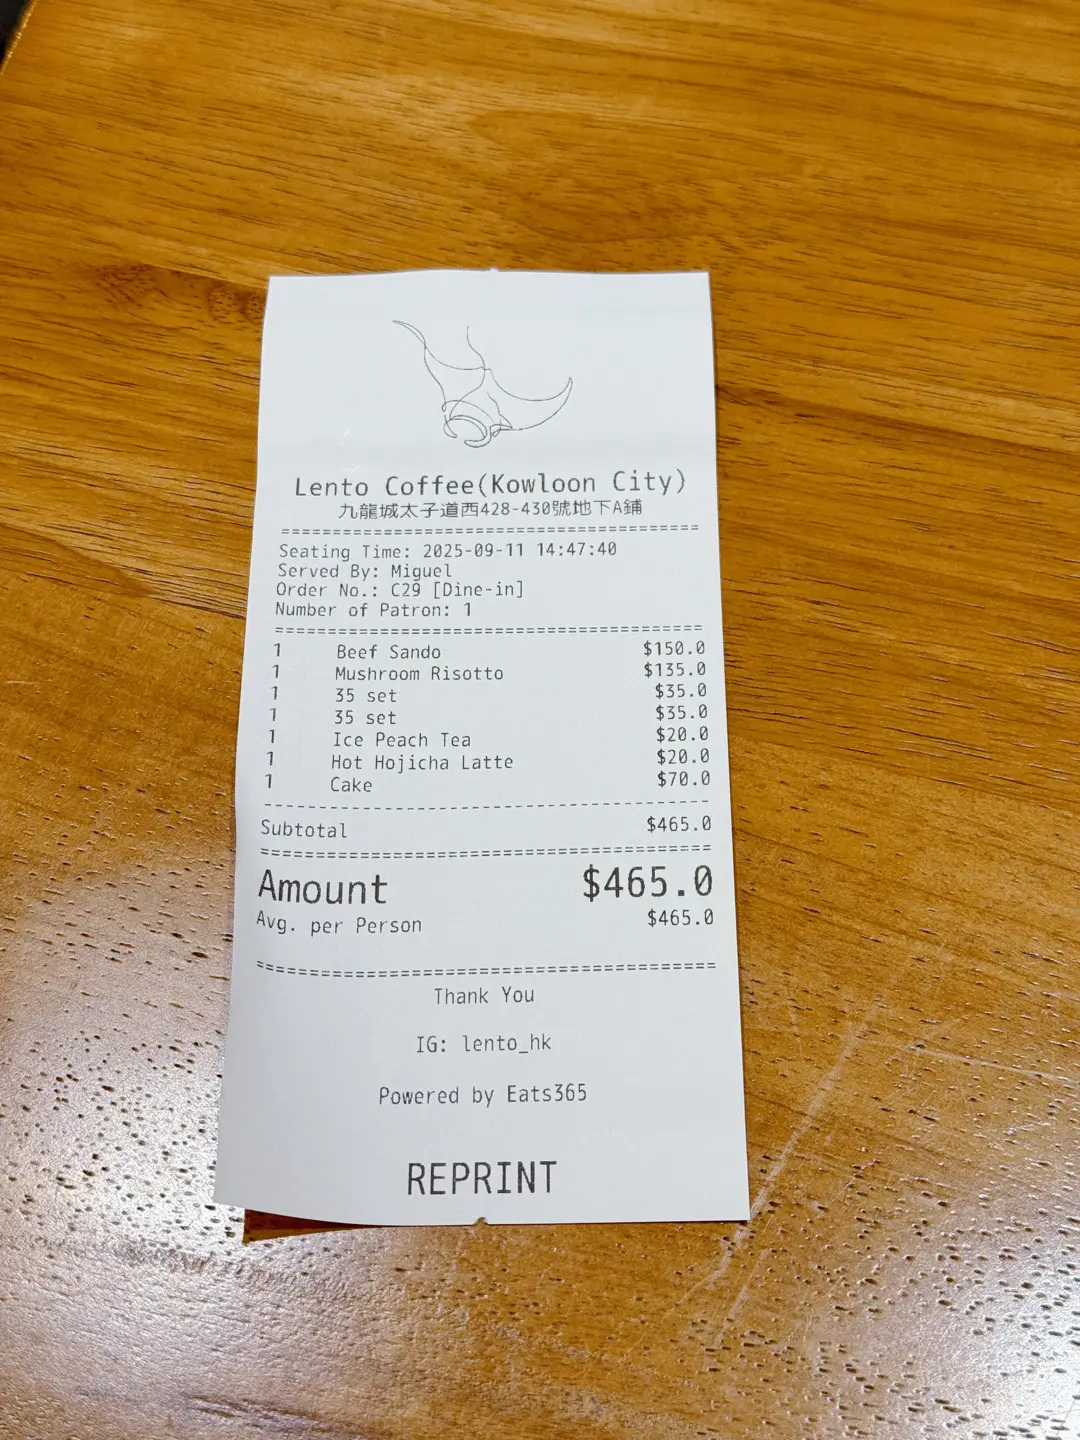 Lento Coffee(Kowloon City)
九龍城太子道西428-430號地下A鋪
========================================
Seating Time: 2025-09-11 14:47:40
Served By: Miguel
Order No.: C29 [Dine-in]
Number of Patron: 1
========================================
1 Beef Sando $150.0
1 Mushroom Risotto $135.0
1 35 set $35.0
1 35 set $35.0
1 Ice Peach Tea $20.0
1 Hot Hojicha Latte $20.0
1 Cake $70.0
----------------------------------------
Subtotal $465.0
========================================
Amount $465.0
Avg. per Person $465.0
========================================
Thank You
IG: lento_hk
Powered by Eats365
REPRINT